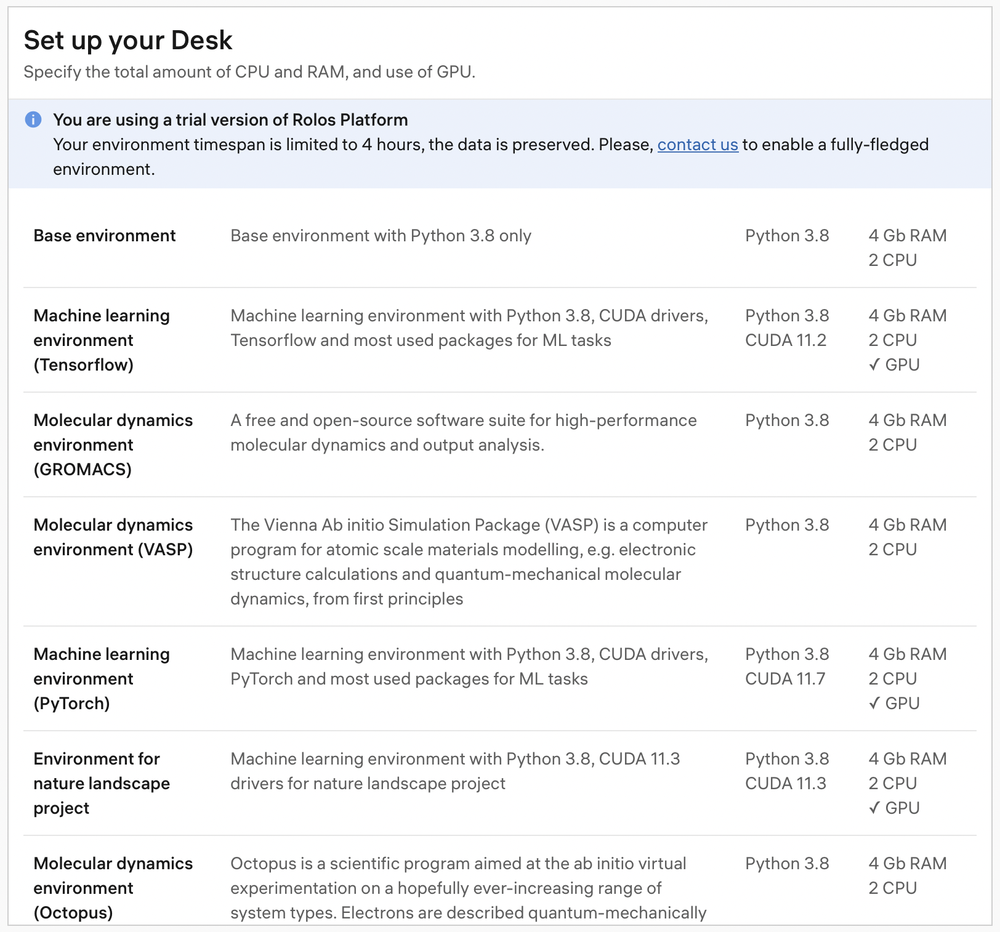 Set up your Desk
Specify the total amount of CPU and RAM, and use of GPU.
You are using a trial version of Rolos Platform
Your environment timespan is limited to 4 hours, the data is preserved. Please, contact us to enable a fully-fledged
environment.
Base environment
Base environment with Python 3.8 only
Python 3.8
4 Gb RAM
2 CPU
Machine learning
environment
(Tensorflow)
Machine learning environment with Python 3.8, CUDA drivers,
Tensorflow and most used packages for ML tasks
Python 3.8
CUDA 11.2
4 Gb RAM
2 CPU
✓ GPU
Molecular dynamics
environment
(GROMACS)
A free and open-source software suite for high-performance
molecular dynamics and output analysis.
Python 3.8
4 Gb RAM
2 CPU
Molecular dynamics
environment (VASP)
The Vienna Ab initio Simulation Package (VASP) is a computer
program for atomic scale materials modelling, e.g. electronic
structure calculations and quantum-mechanical molecular
dynamics, from first principles
Python 3.8
4 Gb RAM
2 CPU
Machine learning
environment
(PyTorch)
Machine learning environment with Python 3.8, CUDA drivers,
PyTorch and most used packages for ML tasks
Python 3.8
CUDA 11.7
4 Gb RAM
2 CPU
✓ GPU
Environment for
nature landscape
project
Machine learning environment with Python 3.8, CUDA 11.3
drivers for nature landscape project
Python 3.8
CUDA 11.3
4 Gb RAM
2 CPU
✓ GPU
Molecular dynamics
environment
(Octopus)
Octopus is a scientific program aimed at the ab initio virtual
experimentation on a hopefully ever-increasing range of
system types. Electrons are described quantum-mechanically
Python 3.8
4 Gb RAM
2 CPU